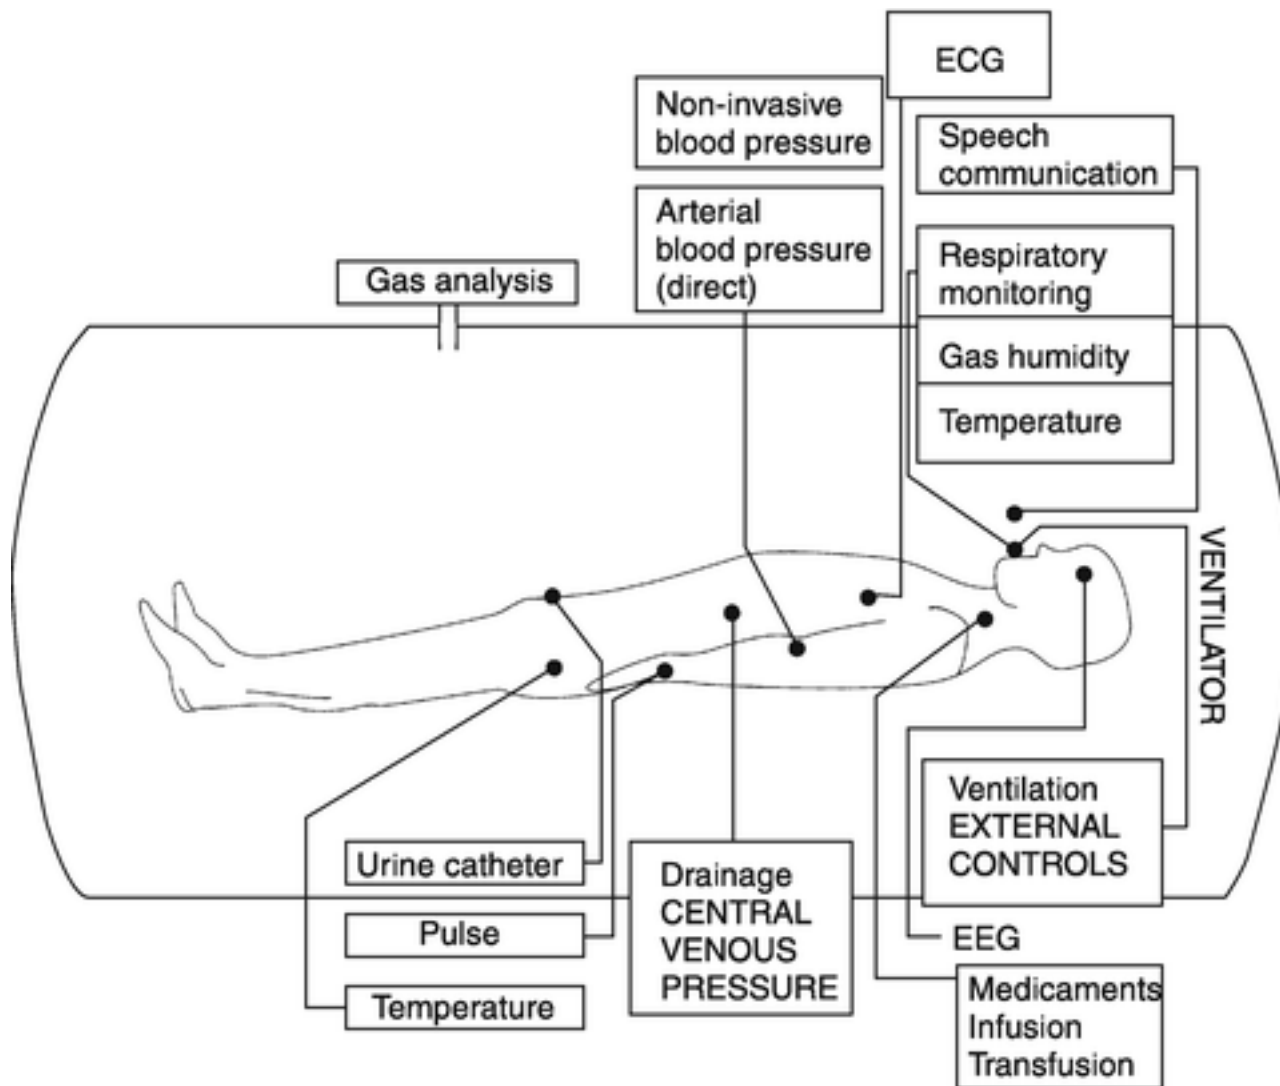 ECG
Non-invasive
blood pressure
Speech
communication
Arterial
blood pressure
(direct)
Respiratory
monitoring
Gas analysis
Gas humidity
Temperature
VENTILATOR
Ventilation
EXTERNAL
CONTROLS
Urine catheter
Drainage
CENTRAL
VENOUS
PRESSURE
Pulse
EEG
Temperature
Medicaments
Infusion
Transfusion